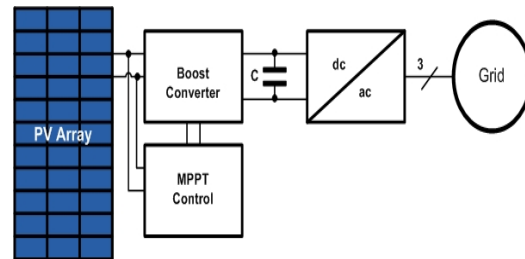 PV Array
Boost
Converter
MPPT
Control
C
dc
ac
3
Grid